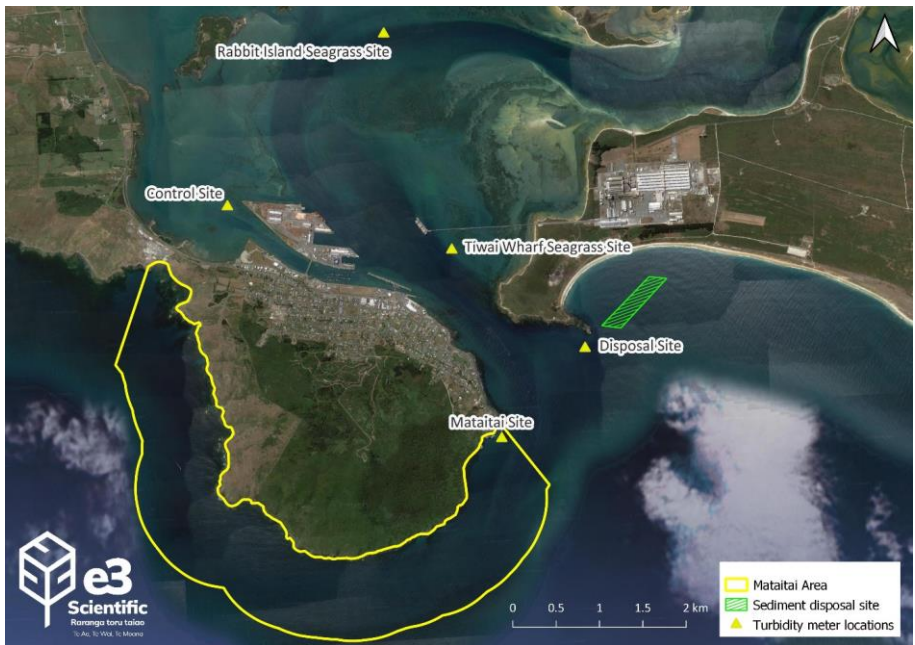 Rabbit Island Seagrass Site
Control Site
Tiwai Wharf Seagrass Site
Disposal Site
Mataitai Site
e3
Scientific
Raranga toru taiao
Te Ao, Te Wai, Te Moana
Mataitai Area
Sediment disposal site
Turbidity meter locations
0 0.5 1 1.5 2 km